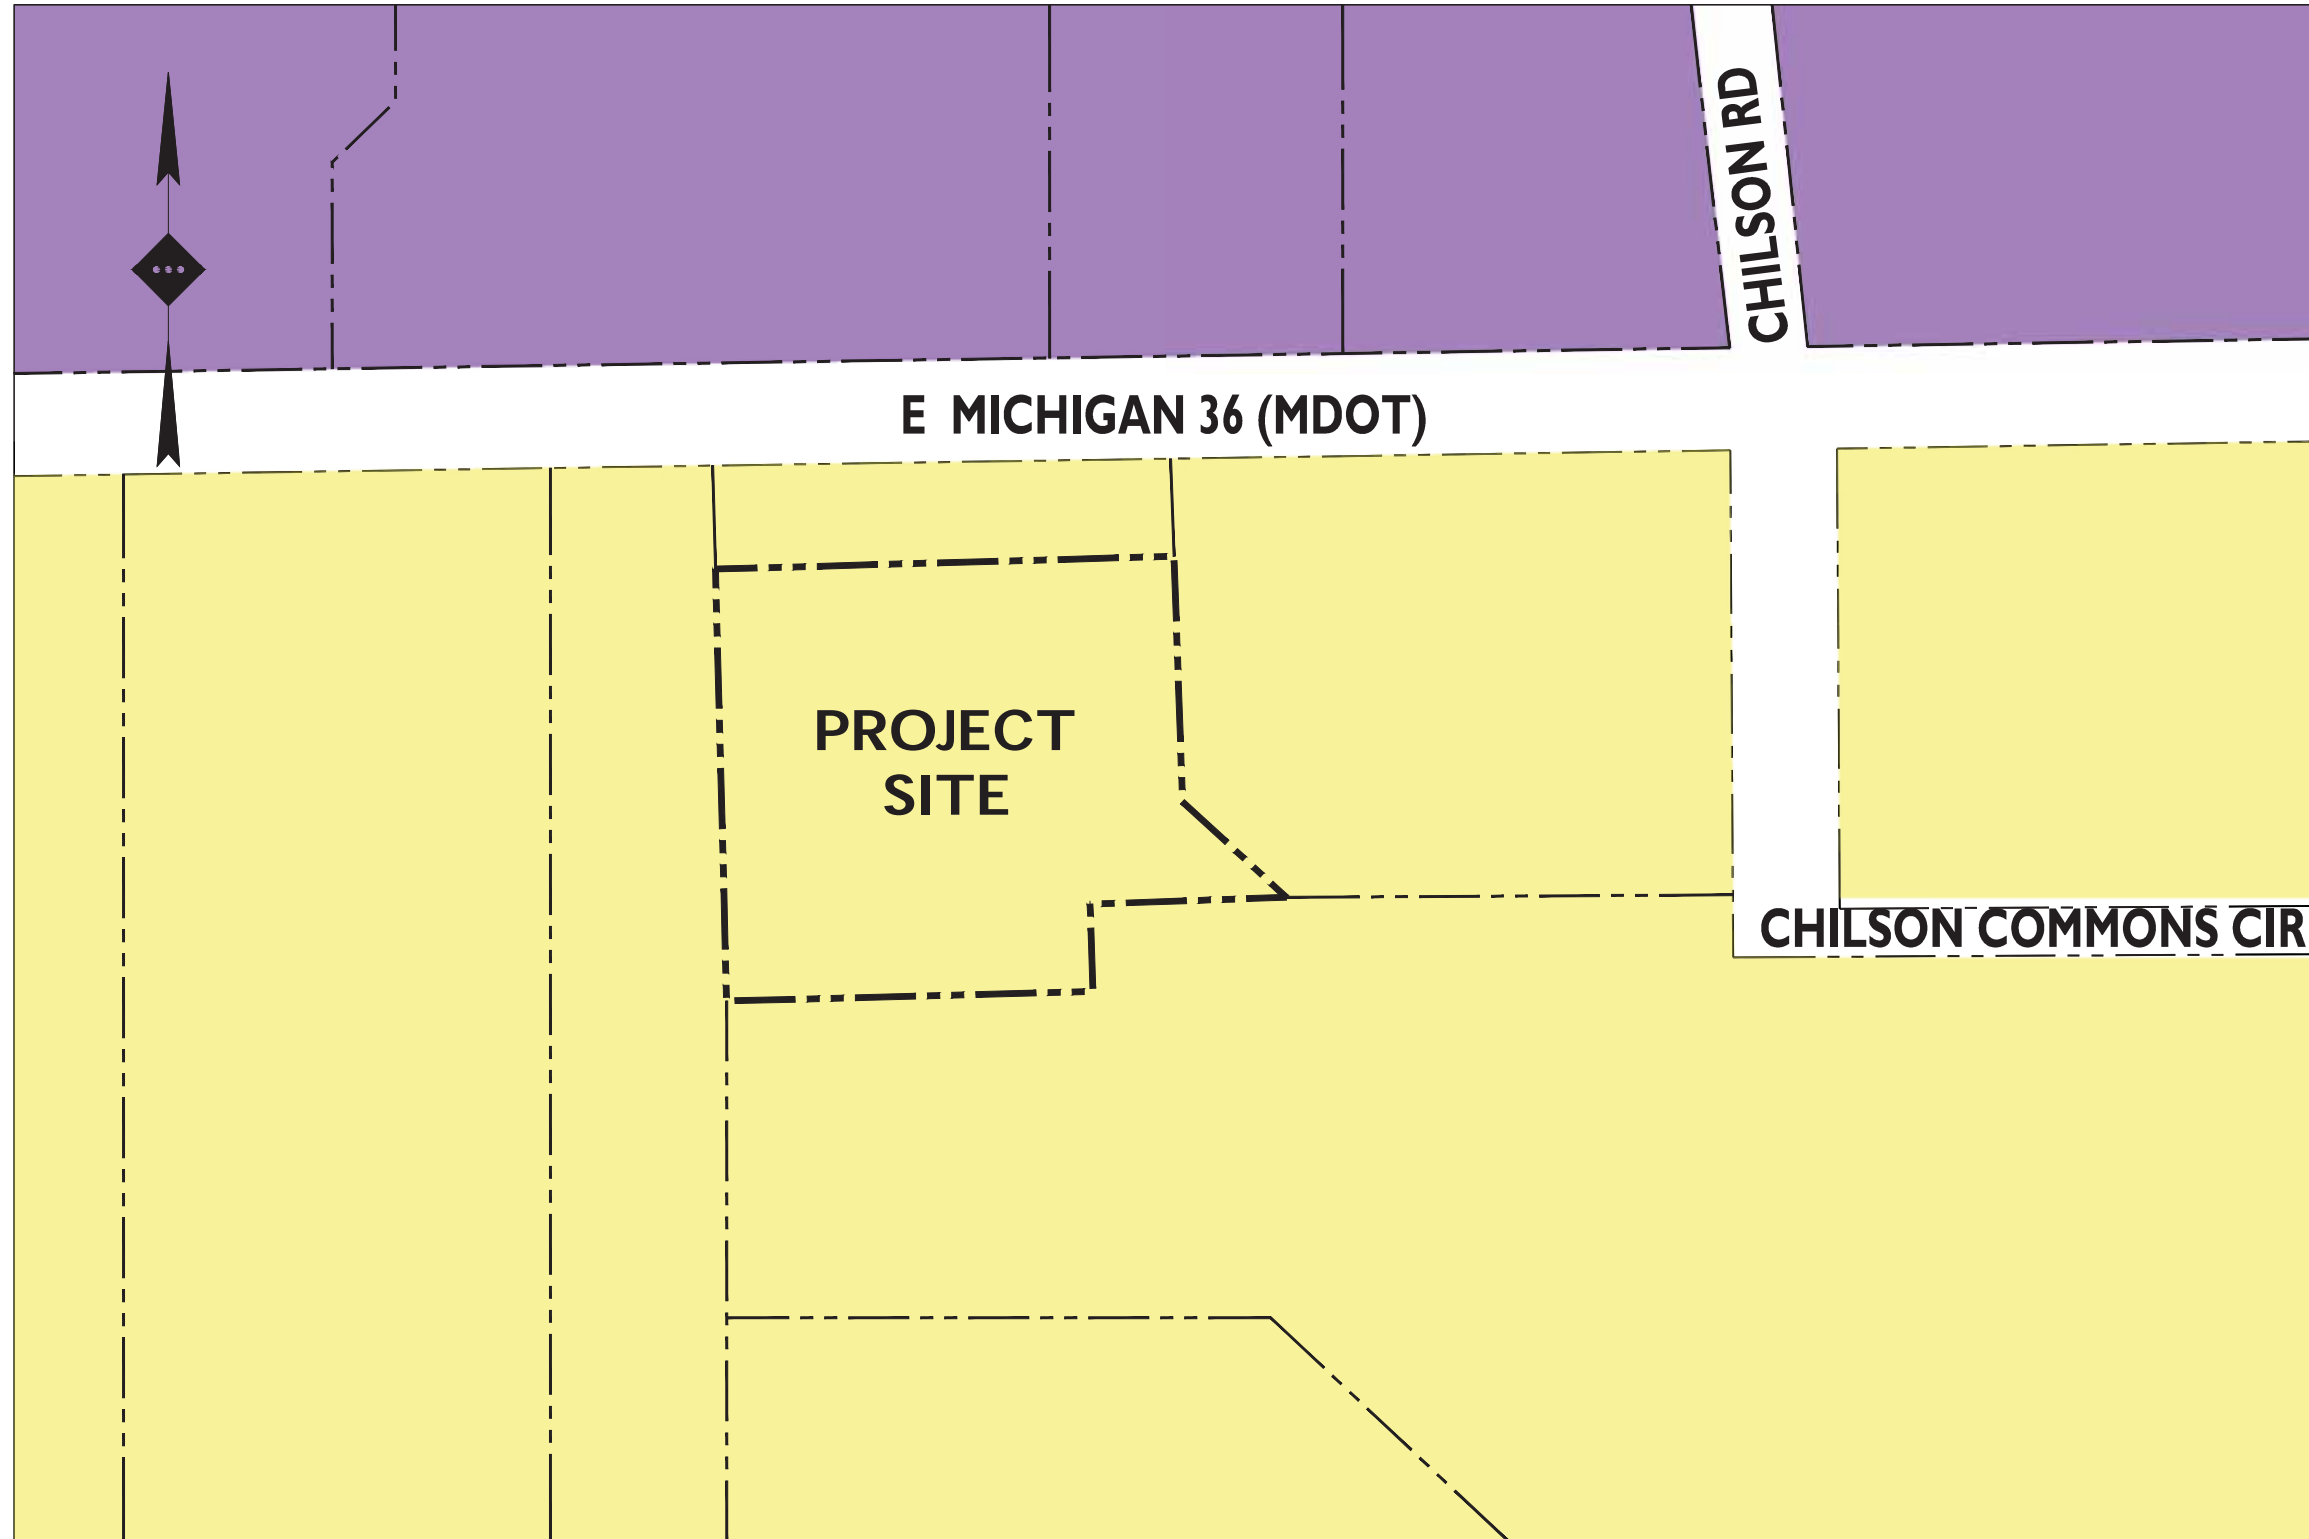 CHILSON RD
E MICHIGAN 36 (MDOT)
PROJECT
SITE
CHILSON COMMONS CIR